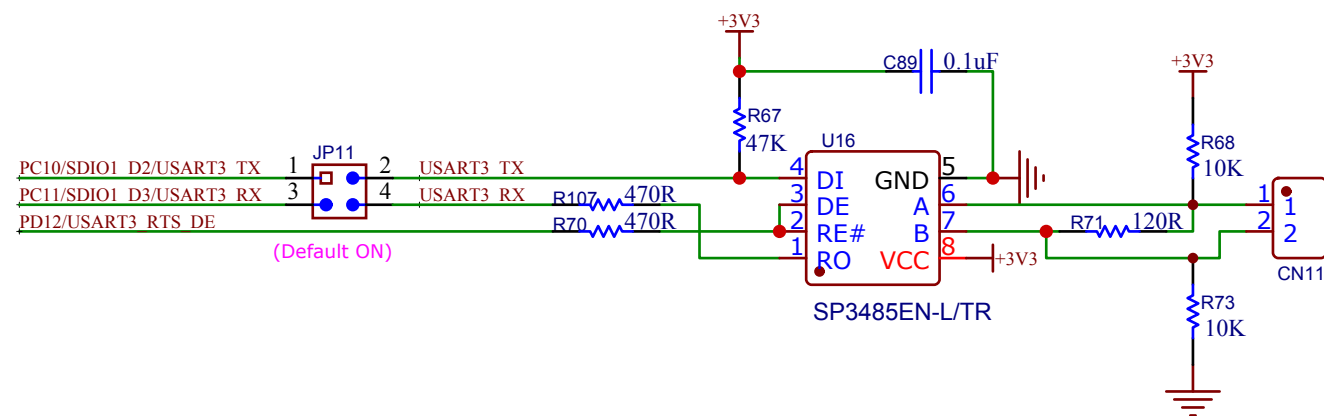 +3V3
C89 0.1uF
+3V3
R67
47K
U16
R68
10K
JP11
PC10/SDIO1_D2/USART3_TX 1 2 USART3_TX
PC11/SDIO1_D3/USART3_RX 3 4 USART3_RX
PD12/USART3_RTS_DE
(Default ON)
R107 470R
R70 470R
4 DI GND 5
3 DE A 6
2 RE# B 7
1 RO VCC 8
+3V3
SP3485EN-L/TR
R71 120R
1 1
2 2
CN11
R73
10K